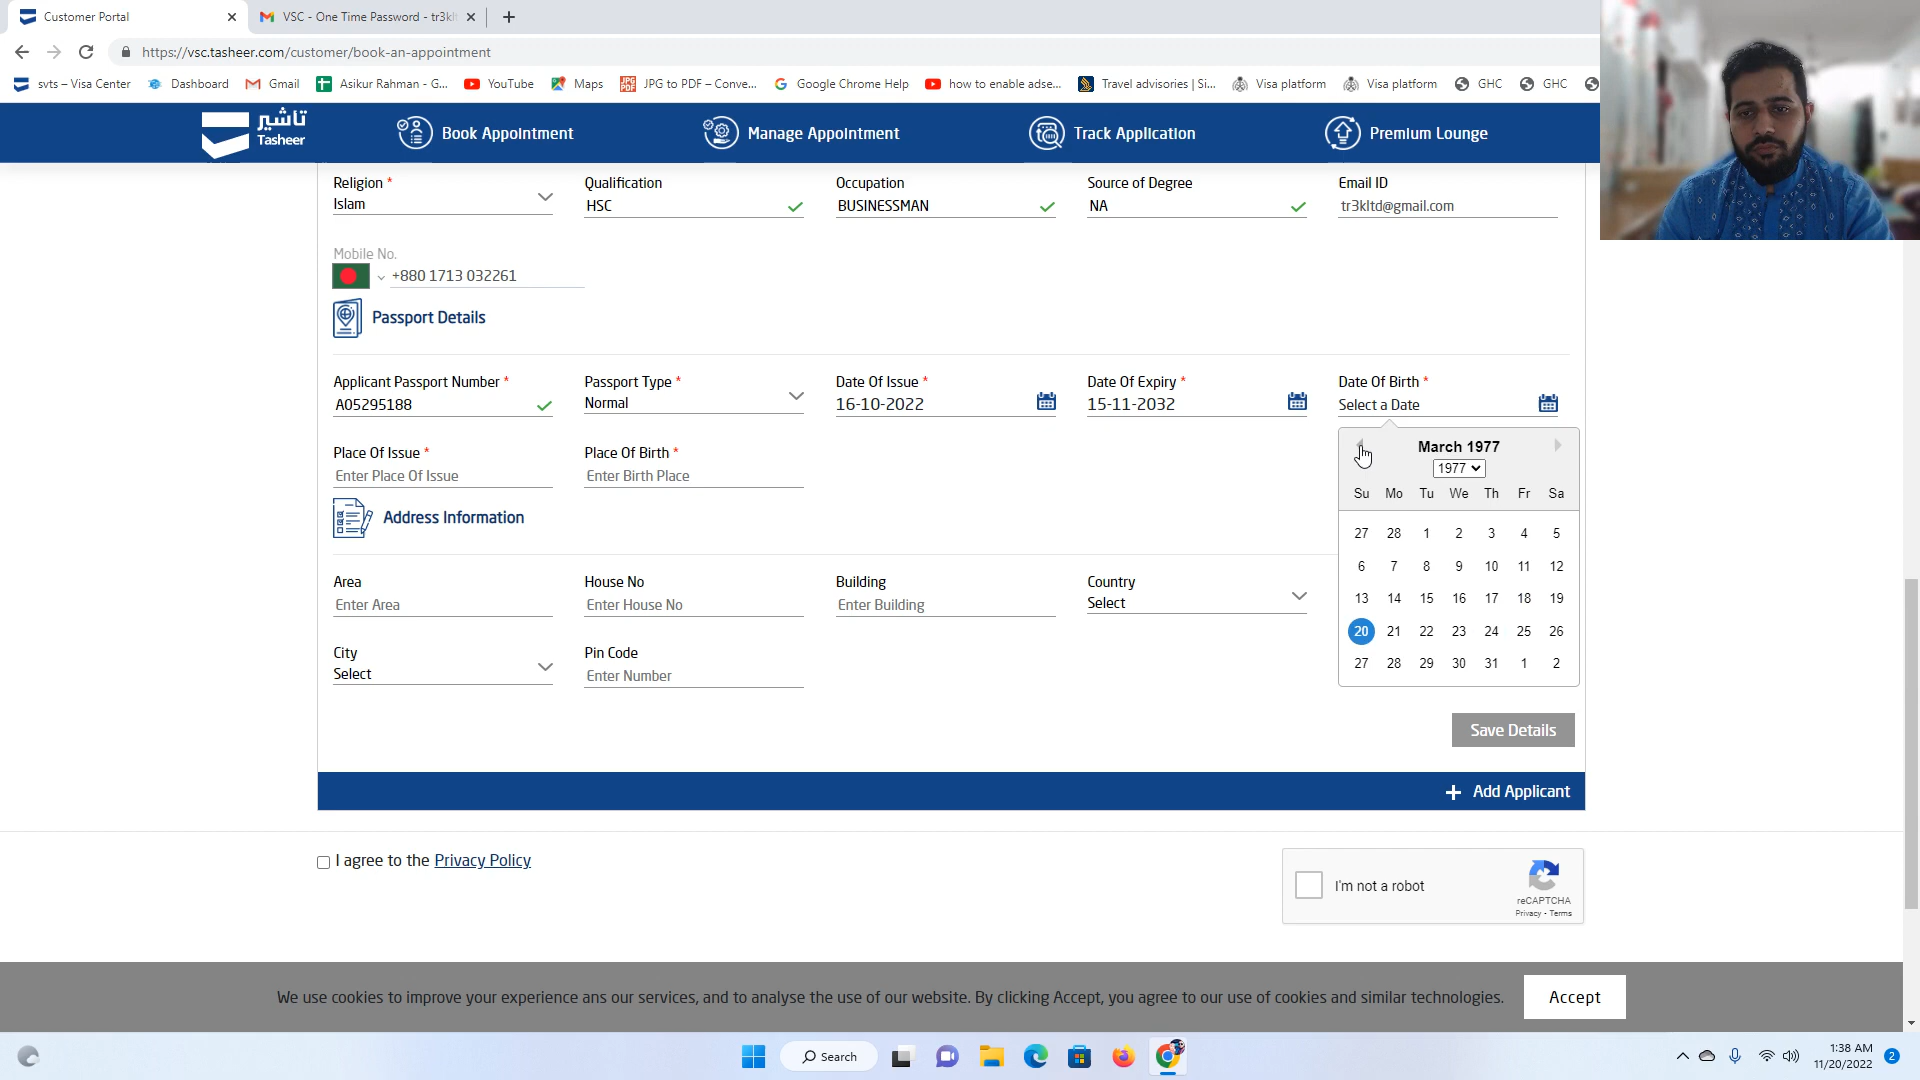 Customer Portal
VSC - One Time Password - tr3klt
https://vsc.tasheer.com/customer/book-an-appointment
svts – Visa Center
Dashboard
Gmail
Asikur Rahman - G...
YouTube
Maps
JPG to PDF – Conve...
Google Chrome Help
how to enable adse...
Travel advisories | Si...
Visa platform
Visa platform
GHC
GHC
تأشير
Tasheer
Book Appointment
Manage Appointment
Track Application
Premium Lounge
Religion *
Qualification
Occupation
Source of Degree
Email ID
Islam
HSC
BUSINESSMAN
NA
tr3kltd@gmail.com
Mobile No.
+880 1713 032261
Passport Details
Applicant Passport Number *
Passport Type *
Date Of Issue *
Date Of Expiry *
Date Of Birth *
A05295188
Normal
16-10-2022
15-11-2032
Select a Date
Place Of Issue *
Place Of Birth *
Enter Place Of Issue
Enter Birth Place
March 1977
1977
Su Mo Tu We Th Fr Sa
27 28 1 2 3 4 5
6 7 8 9 10 11 12
13 14 15 16 17 18 19
20 21 22 23 24 25 26
27 28 29 30 31 1 2
Address Information
Area
House No
Building
Country
Enter Area
Enter House No
Enter Building
Select
City
Pin Code
Select
Enter Number
Save Details
+ Add Applicant
I agree to the Privacy Policy
I'm not a robot
reCAPTCHA
Privacy - Terms
We use cookies to improve your experience ans our services, and to analyse the use of our website. By clicking Accept, you agree to our use of cookies and similar technologies.
Accept
Search
1:38 AM
11/20/2022
2